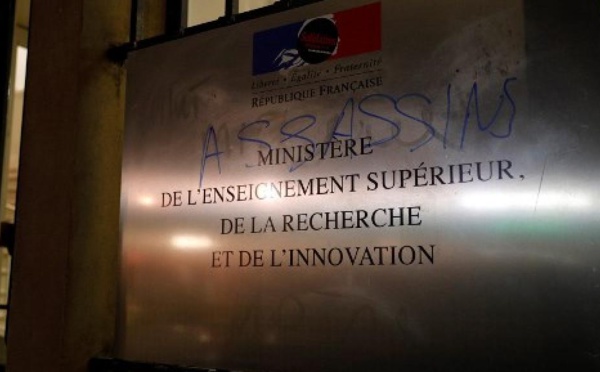 Liberté • Égalité • Fraternité
RÉPUBLIQUE FRANÇAISE
ASSASSINS
MINISTÈRE
DE L'ENSEIGNEMENT SUPÉRIEUR,
DE LA RECHERCHE
ET DE L'INNOVATION